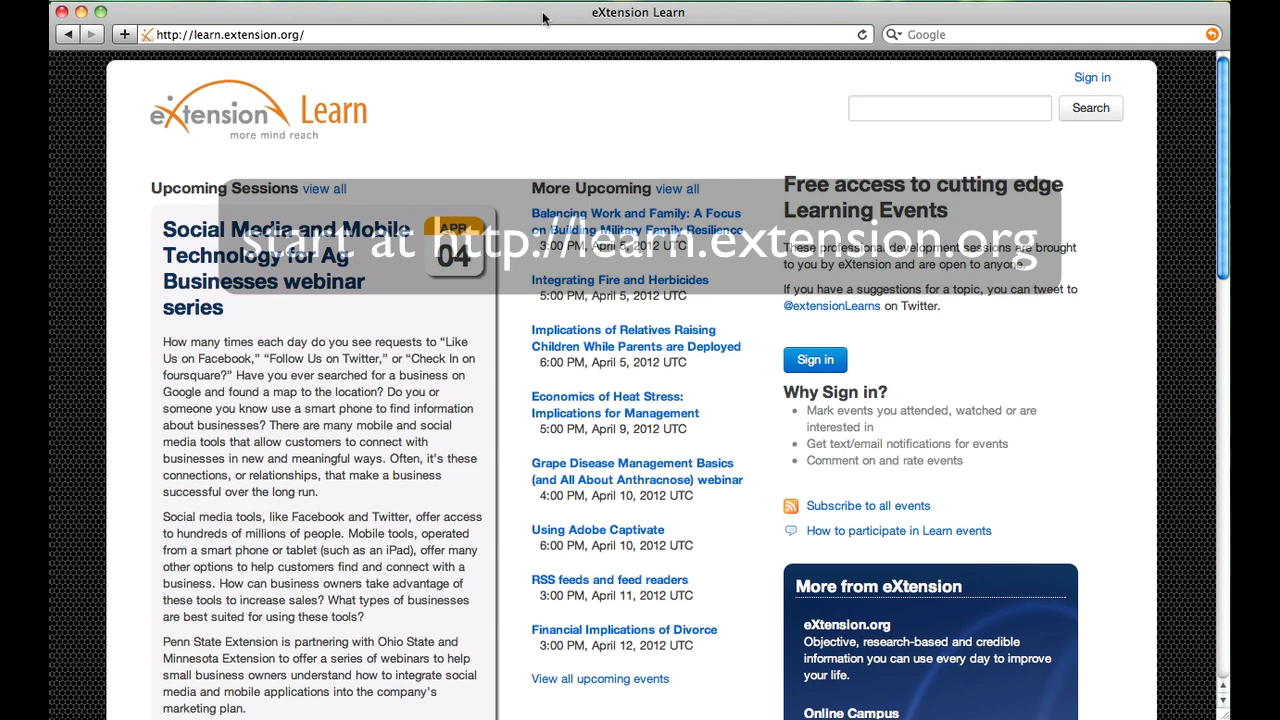 eXtension Learn
http://learn.extension.org/
Google
Sign in
eXtension Learn
more mind reach
Search
start at http://learn.extension.org
Upcoming Sessions view all
Social Media and Mobile
Technology for Ag
Businesses webinar
series
APR
04
How many times each day do you see requests to “Like
Us on Facebook,” “Follow Us on Twitter,” or “Check In on
foursquare?” Have you ever searched for a business on
Google and found a map to the location? Do you or
someone you know use a smart phone to find information
about businesses? There are many mobile and social
media tools that allow customers to connect with
businesses in new and meaningful ways. Often, it's these
connections, or relationships, that make a business
successful over the long run.
Social media tools, like Facebook and Twitter, offer access
to hundreds of millions of people. Mobile tools, operated
from a smart phone or tablet (such as an iPad), offer many
other options to help customers find and connect with a
business. How can business owners take advantage of
these tools to increase sales? What types of businesses
are best suited for using these tools?
Penn State Extension is partnering with Ohio State and
Minnesota Extension to offer a series of webinars to help
small business owners understand how to integrate social
media and mobile applications into the company's
marketing plan.
More Upcoming view all
Balancing Work and Family: A Focus
on Building Military Family Resilience
3:00 PM, April 5, 2012 UTC
Integrating Fire and Herbicides
5:00 PM, April 5, 2012 UTC
Implications of Relatives Raising
Children While Parents are Deployed
6:00 PM, April 5, 2012 UTC
Economics of Heat Stress:
Implications for Management
5:00 PM, April 9, 2012 UTC
Grape Disease Management Basics
(and All About Anthracnose) webinar
4:00 PM, April 10, 2012 UTC
Using Adobe Captivate
6:00 PM, April 10, 2012 UTC
RSS feeds and feed readers
3:00 PM, April 11, 2012 UTC
Financial Implications of Divorce
3:00 PM, April 12, 2012 UTC
View all upcoming events
Free access to cutting edge
Learning Events
These professional development sessions are brought
to you by eXtension and are open to anyone.
If you have a suggestions for a topic, you can tweet to
@extensionLearns on Twitter.
Sign in
Why Sign in?
Mark events you attended, watched or are
interested in
Get text/email notifications for events
Comment on and rate events
Subscribe to all events
How to participate in Learn events
More from eXtension
eXtension.org
Objective, research-based and credible
information you can use every day to improve
your life.
Online Campus